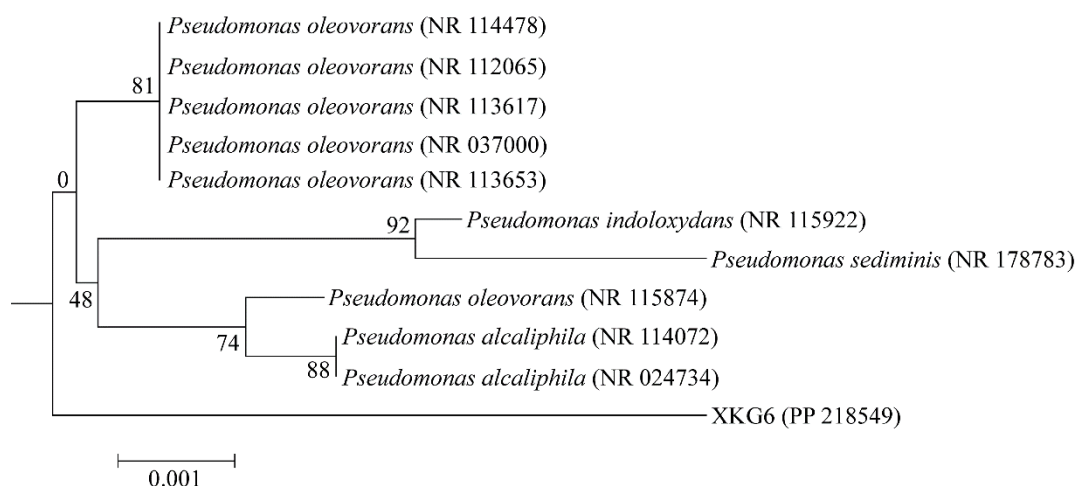 Pseudomonas oleovorans (NR 114478)
Pseudomonas oleovorans (NR 112065)
81
Pseudomonas oleovorans (NR 113617)
Pseudomonas oleovorans (NR 037000)
0
Pseudomonas oleovorans (NR 113653)
92
Pseudomonas indoloxydans (NR 115922)
Pseudomonas sediminis (NR 178783)
48
Pseudomonas oleovorans (NR 115874)
74
Pseudomonas alcaliphila (NR 114072)
88
Pseudomonas alcaliphila (NR 024734)
XKG6 (PP 218549)
0.001